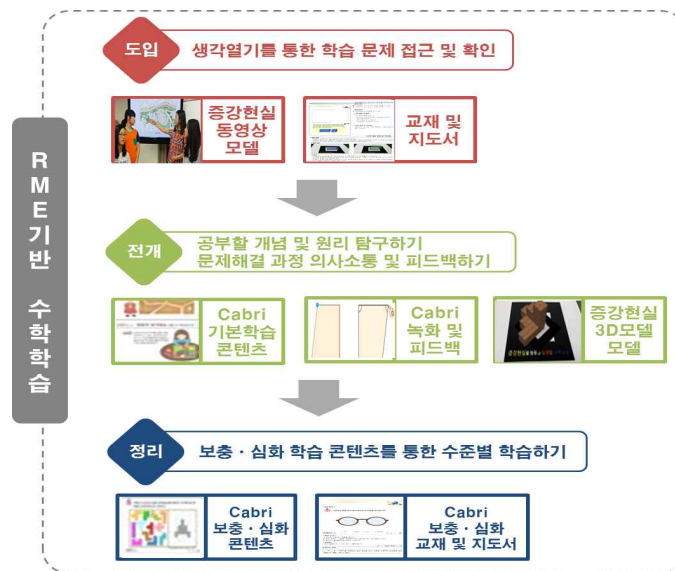 RME기반 수학학습
도입
생각열기를 통한 학습 문제 접근 및 확인
증강현실
동영상
모델
교재 및
지도서
전개
공부할 개념 및 원리 탐구하기
문제해결 과정 의사소통 및 피드백하기
Cabri
기본학습
콘텐츠
Cabri
녹화 및
피드백
증강현실
3D모델
모델
정리
보충·심화 학습 콘텐츠를 통한 수준별 학습하기
Cabri
보충·심화
콘텐츠
Cabri
보충·심화
교재 및 지도서